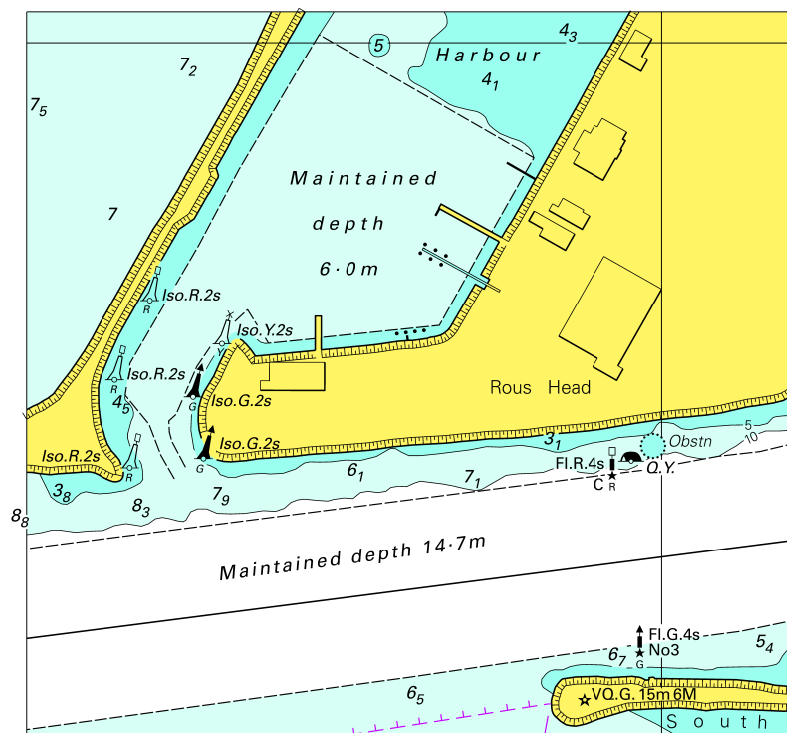 4₃
5
Harbour
7₂
4₁
7₅
Maintained
7
depth
6·0m
Iso.R.2s
R
Iso.Y.2s
Y
Iso.R.2s
R
Rous Head
Iso.G.2s
G
4₅
5
Iso.G.2s
3₁
Obstn
10
Iso.R.2s
G
Fl.R.4s
Q.Y.
R
6₁
7₁
C
R
3₈
7₉
8₃
8₈
Maintained depth 14·7m
Fl.G.4s
5₄
No3
G
6₇
6₅
VQ.G.15m 6M
South